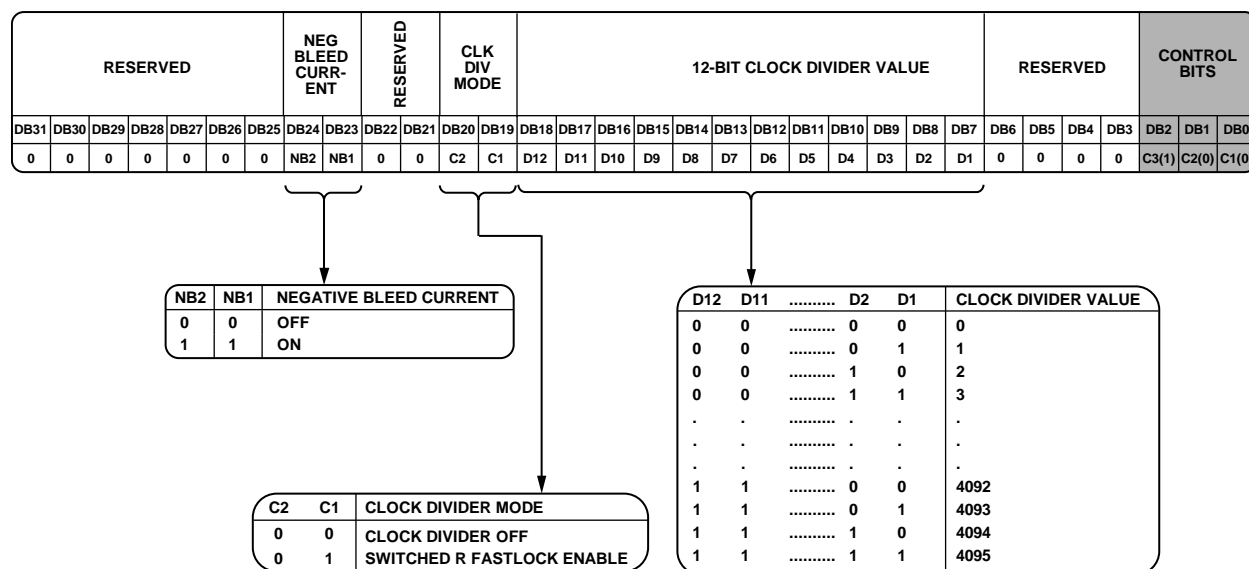 RESERVED
NEG
BLEED
CURR-
ENT
RESERVED
CLK
DIV
MODE
12-BIT CLOCK DIVIDER VALUE
RESERVED
CONTROL
BITS
DB31 DB30 DB29 DB28 DB27 DB26 DB25 DB24 DB23 DB22 DB21 DB20 DB19 DB18 DB17 DB16 DB15 DB14 DB13 DB12 DB11 DB10 DB9 DB8 DB7 DB6 DB5 DB4 DB3 DB2 DB1 DB0
0 0 0 0 0 0 0 NB2 NB1 0 0 C2 C1 D12 D11 D10 D9 D8 D7 D6 D5 D4 D3 D2 D1 0 0 0 0 C3(1) C2(0) C1(0
NB2 NB1 NEGATIVE BLEED CURRENT
0 0 OFF
1 1 ON
D12 D11 .......... D2 D1 CLOCK DIVIDER VALUE
0 0 .......... 0 0 0
0 0 .......... 0 1 1
0 0 .......... 1 0 2
0 0 .......... 1 1 3
. . .......... . . .
. . .......... . . .
. . .......... . . .
1 1 .......... 0 0 4092
1 1 .......... 0 1 4093
1 1 .......... 1 0 4094
1 1 .......... 1 1 4095
C2 C1 CLOCK DIVIDER MODE
0 0 CLOCK DIVIDER OFF
0 1 SWITCHED R FASTLOCK ENABLE